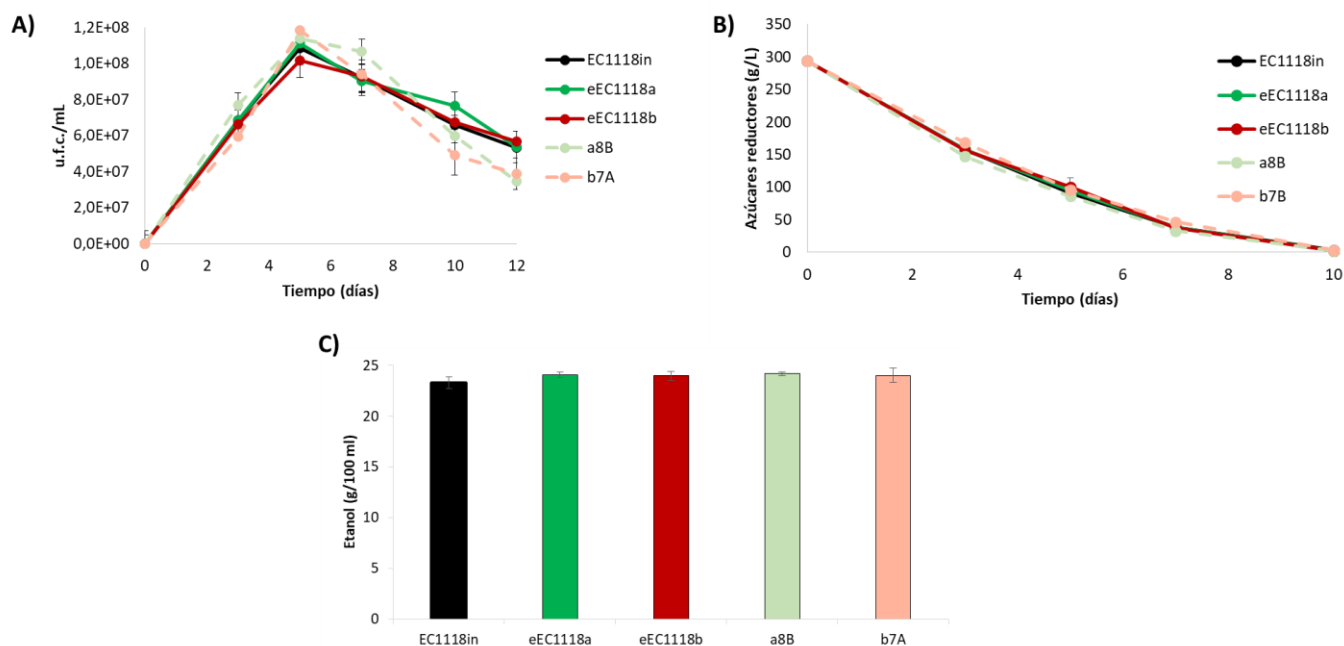 A)
u.f.c./mL
1,2E+08
1,0E+08
8,0E+07
6,0E+07
4,0E+07
2,0E+07
0,0E+00
0 2 4 6 8 10 12
Tiempo (días)
EC1118in
eEC1118a
eEC1118b
a8B
b7A
B)
Azúcares reductores (g/L)
350
300
250
200
150
100
50
0
0 2 4 6 8 10
Tiempo (días)
EC1118in
eEC1118a
eEC1118b
a8B
b7B
C)
Etanol (g/100 ml)
25
20
15
10
5
0
EC1118in eEC1118a eEC1118b a8B b7A